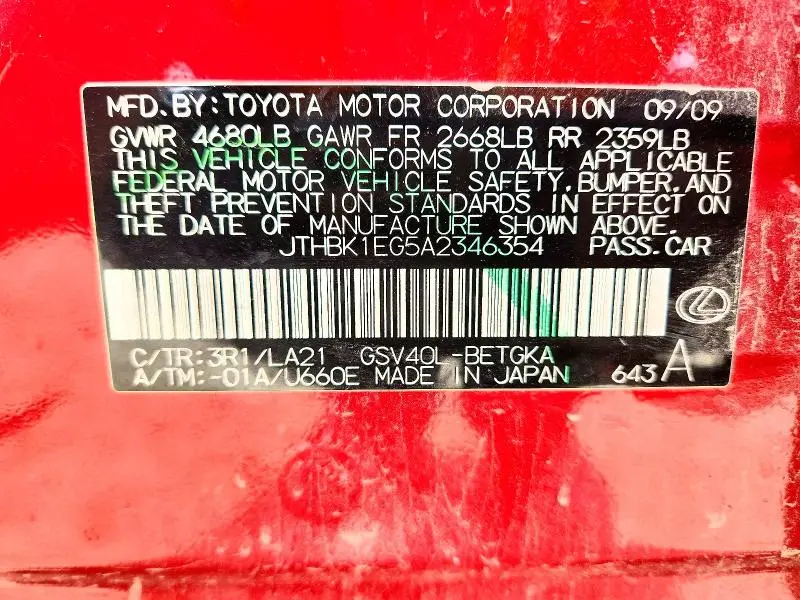 MFD. BY: TOYOTA MOTOR CORPORATION 09/09
GVWR 4680LB GAWR FR 2668LB RR 2359LB
THIS VEHICLE CONFORMS TO ALL APPLICABLE
FEDERAL MOTOR VEHICLE SAFETY, BUMPER, AND
THEFT PREVENTION STANDARDS IN EFFECT ON
THE DATE OF MANUFACTURE SHOWN ABOVE.
JTHBK1EG5A2346354 PASS. CAR
C/TR: 3R1/LA21 GSV40L-BETGKA
A/TM: -01A/U660E MADE IN JAPAN 643 A